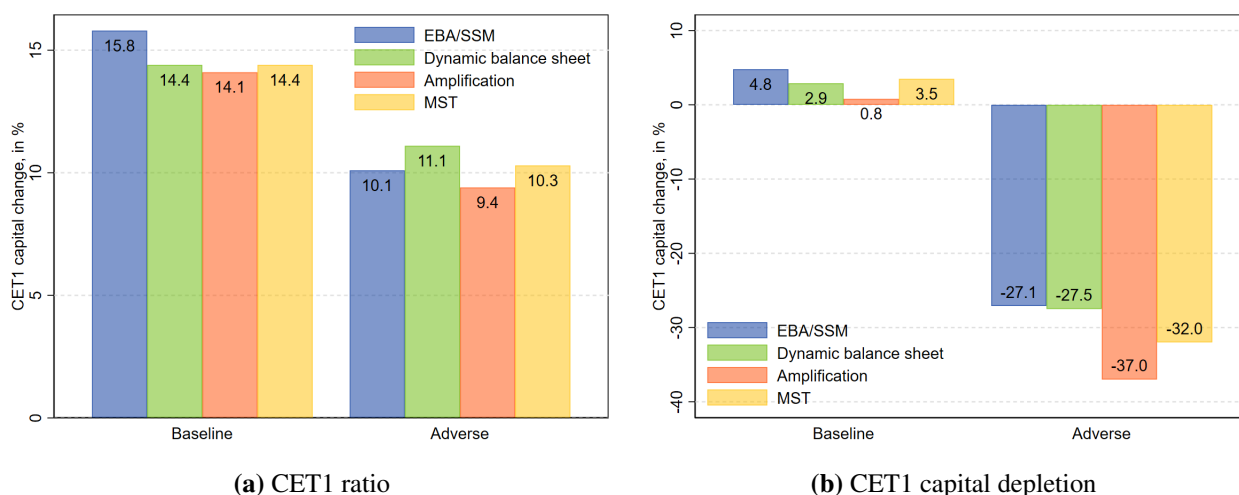 CET1 capital change, in %
15
10
5
0
15.8
14.4
14.1
14.4
10.1
11.1
9.4
10.3
EBA/SSM
Dynamic balance sheet
Amplification
MST
Baseline
Adverse
(a) CET1 ratio
CET1 capital change, in %
10
0
-10
-20
-30
-40
4.8
2.9
0.8
3.5
-27.1
-27.5
-37.0
-32.0
EBA/SSM
Dynamic balance sheet
Amplification
MST
Baseline
Adverse
(b) CET1 capital depletion